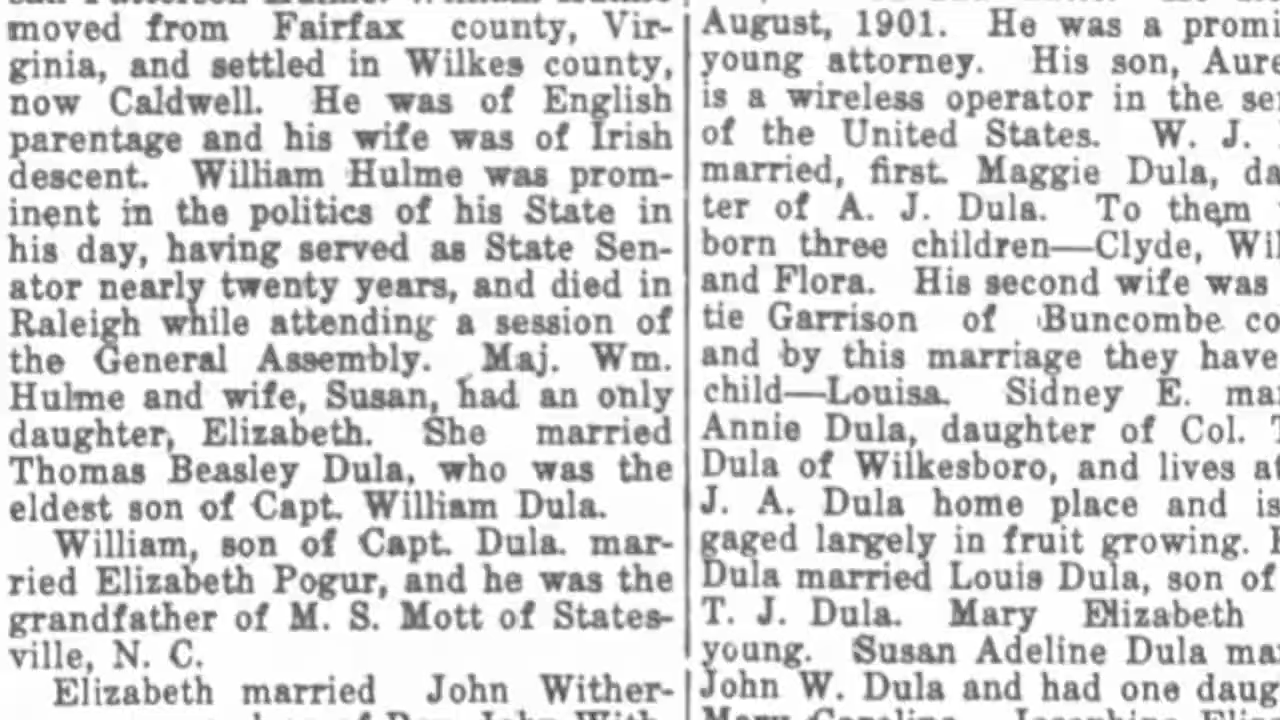 moved from Fairfax county, Vir-
ginia, and settled in Wilkes county,
now Caldwell. He was of English
parentage and his wife was of Irish
descent. William Hulme was prom-
inent in the politics of his State in
his day, having served as State Sen-
ator nearly twenty years, and died in
Raleigh while attending a session of
the General Assembly. Maj. Wm.
Hulme and wife, Susan, had an only
daughter, Elizabeth. She married
Thomas Beasley Dula, who was the
eldest son of Capt. William Dula.
William, son of Capt. Dula. mar-
ried Elizabeth Pogur, and he was the
grandfather of M. S. Mott of States-
ville, N. C.
Elizabeth married John Wither-
August, 1901. He was a promi
young attorney. His son, Aure
is a wireless operator in the ser
of the United States. W. J.
married, first. Maggie Dula, da
ter of A. J. Dula. To them
born three children—Clyde, Wil
and Flora. His second wife was
tie Garrison of Buncombe co
and by this marriage they have
child—Louisa. Sidney E. ma
Annie Dula, daughter of Col. T
Dula of Wilkesboro, and lives at
J. A. Dula home place and is
gaged largely in fruit growing.
Dula married Louis Dula, son of
T. J. Dula. Mary Elizabeth
young. Susan Adeline Dula ma
John W. Dula and had one daug